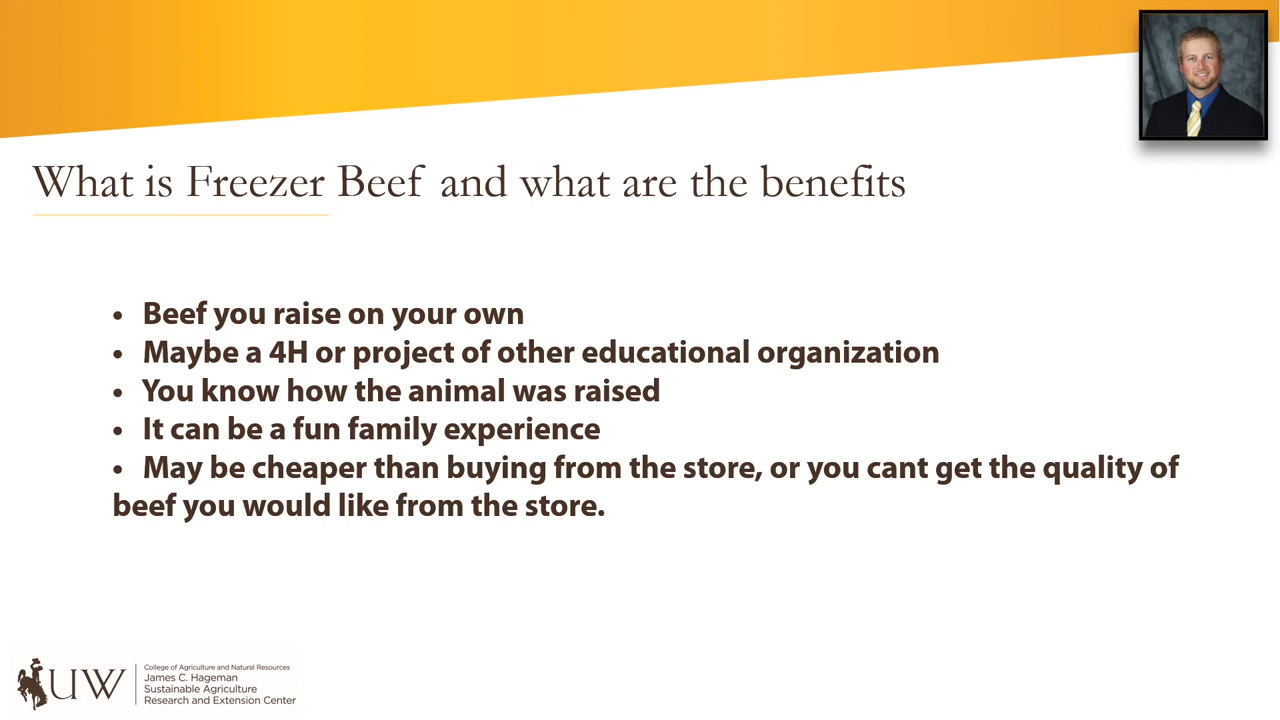 What is Freezer Beef and what are the benefits
• Beef you raise on your own
• Maybe a 4H or project of other educational organization
• You know how the animal was raised
• It can be a fun family experience
• May be cheaper than buying from the store, or you cant get the quality of
beef you would like from the store.
UW
College of Agriculture and Natural Resources
James C. Hageman
Sustainable Agriculture
Research and Extension Center